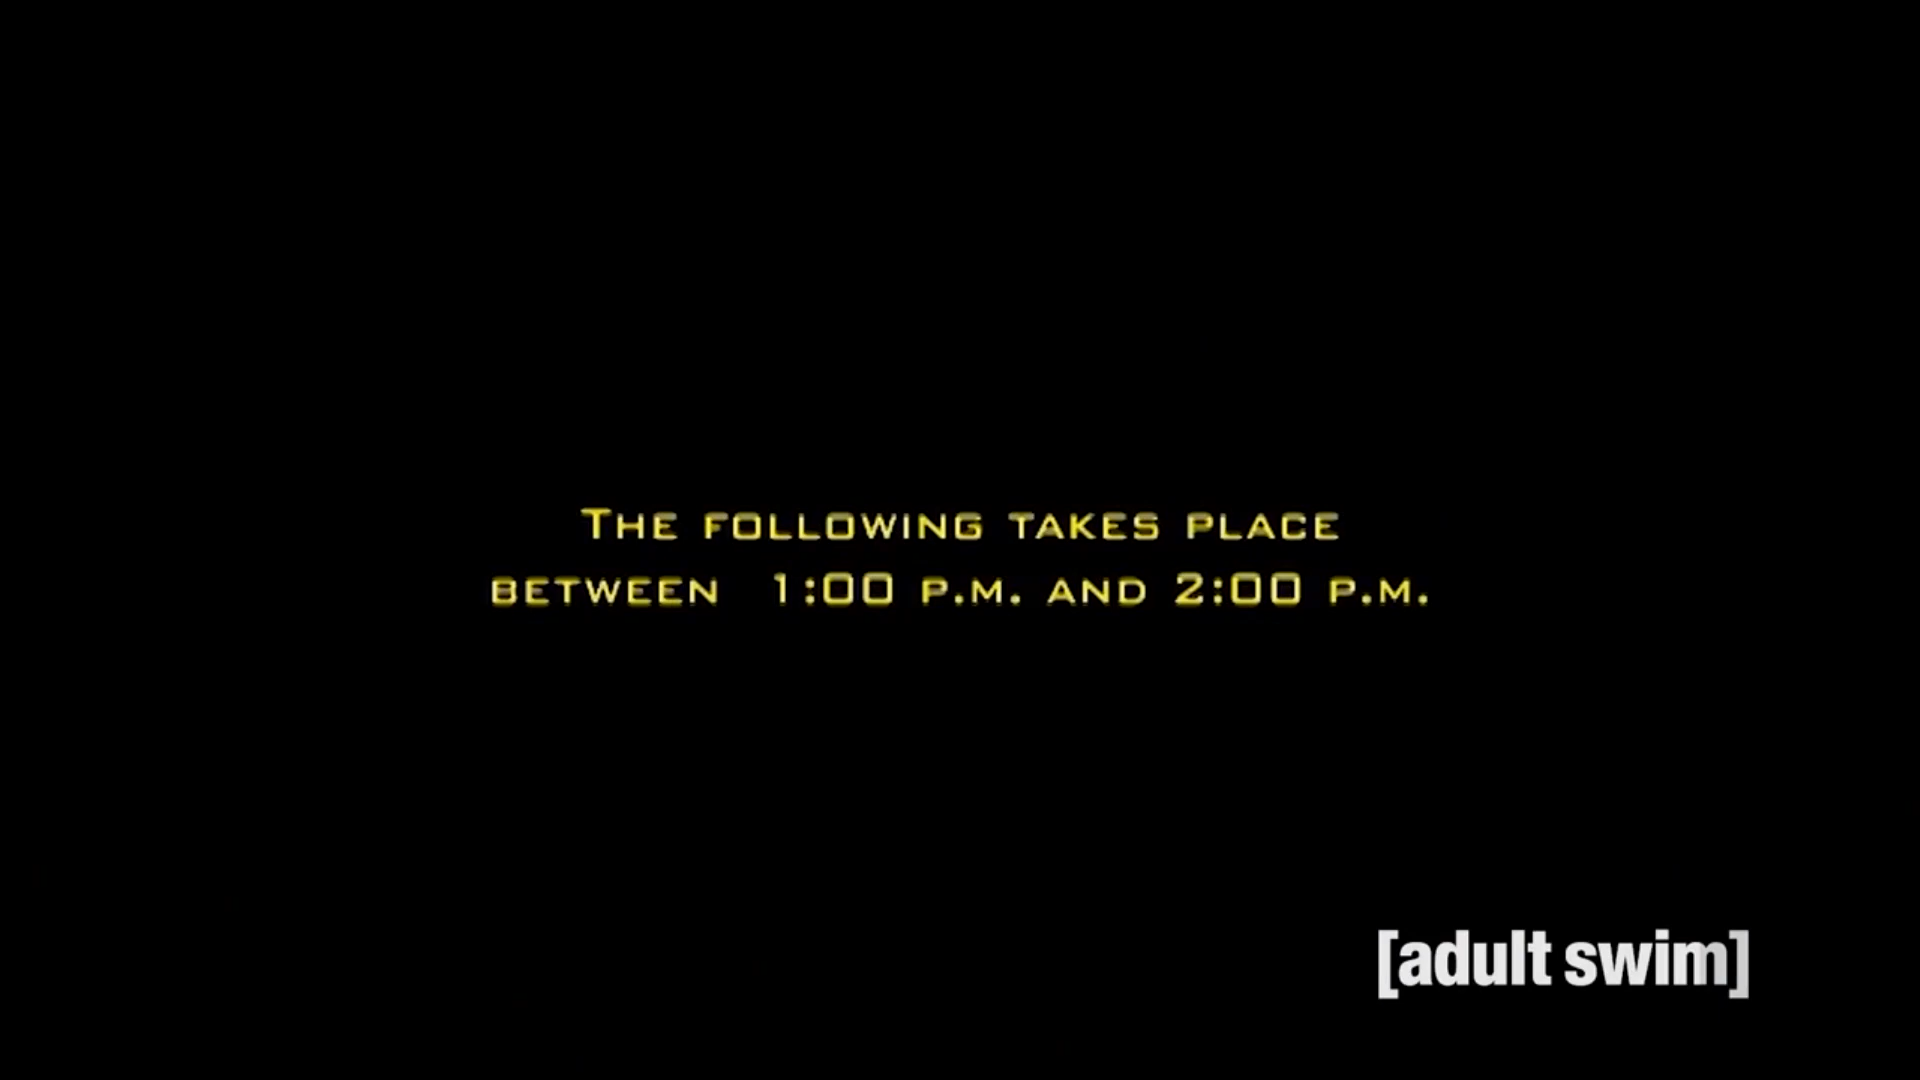 THE FOLLOWING TAKES PLACE
BETWEEN 1:00 P.M. AND 2:00 P.M.
[adult swim]